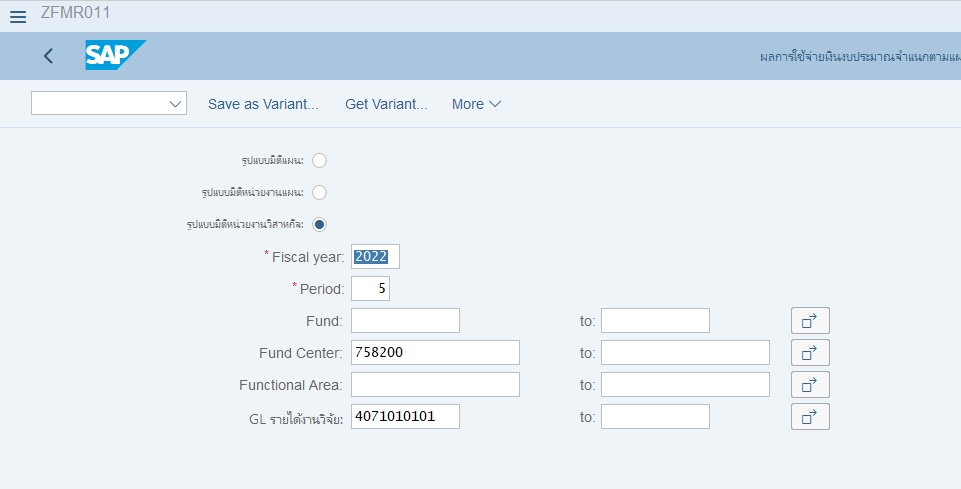 ZFMR011
SAP
ผลการใช้จ่ายเงินงบประมาณจำแนกตามแผ
Save as Variant... Get Variant... More
รูปแบบมิติแผน:
รูปแบบมิติหน่วยงานแผน:
รูปแบบมิติหน่วยงานวิสาหกิจ:
* Fiscal year: 2022
* Period: 5
Fund: to:
Fund Center: 758200 to:
Functional Area: to:
GL รายได้งานวิจัย: 4071010101 to: